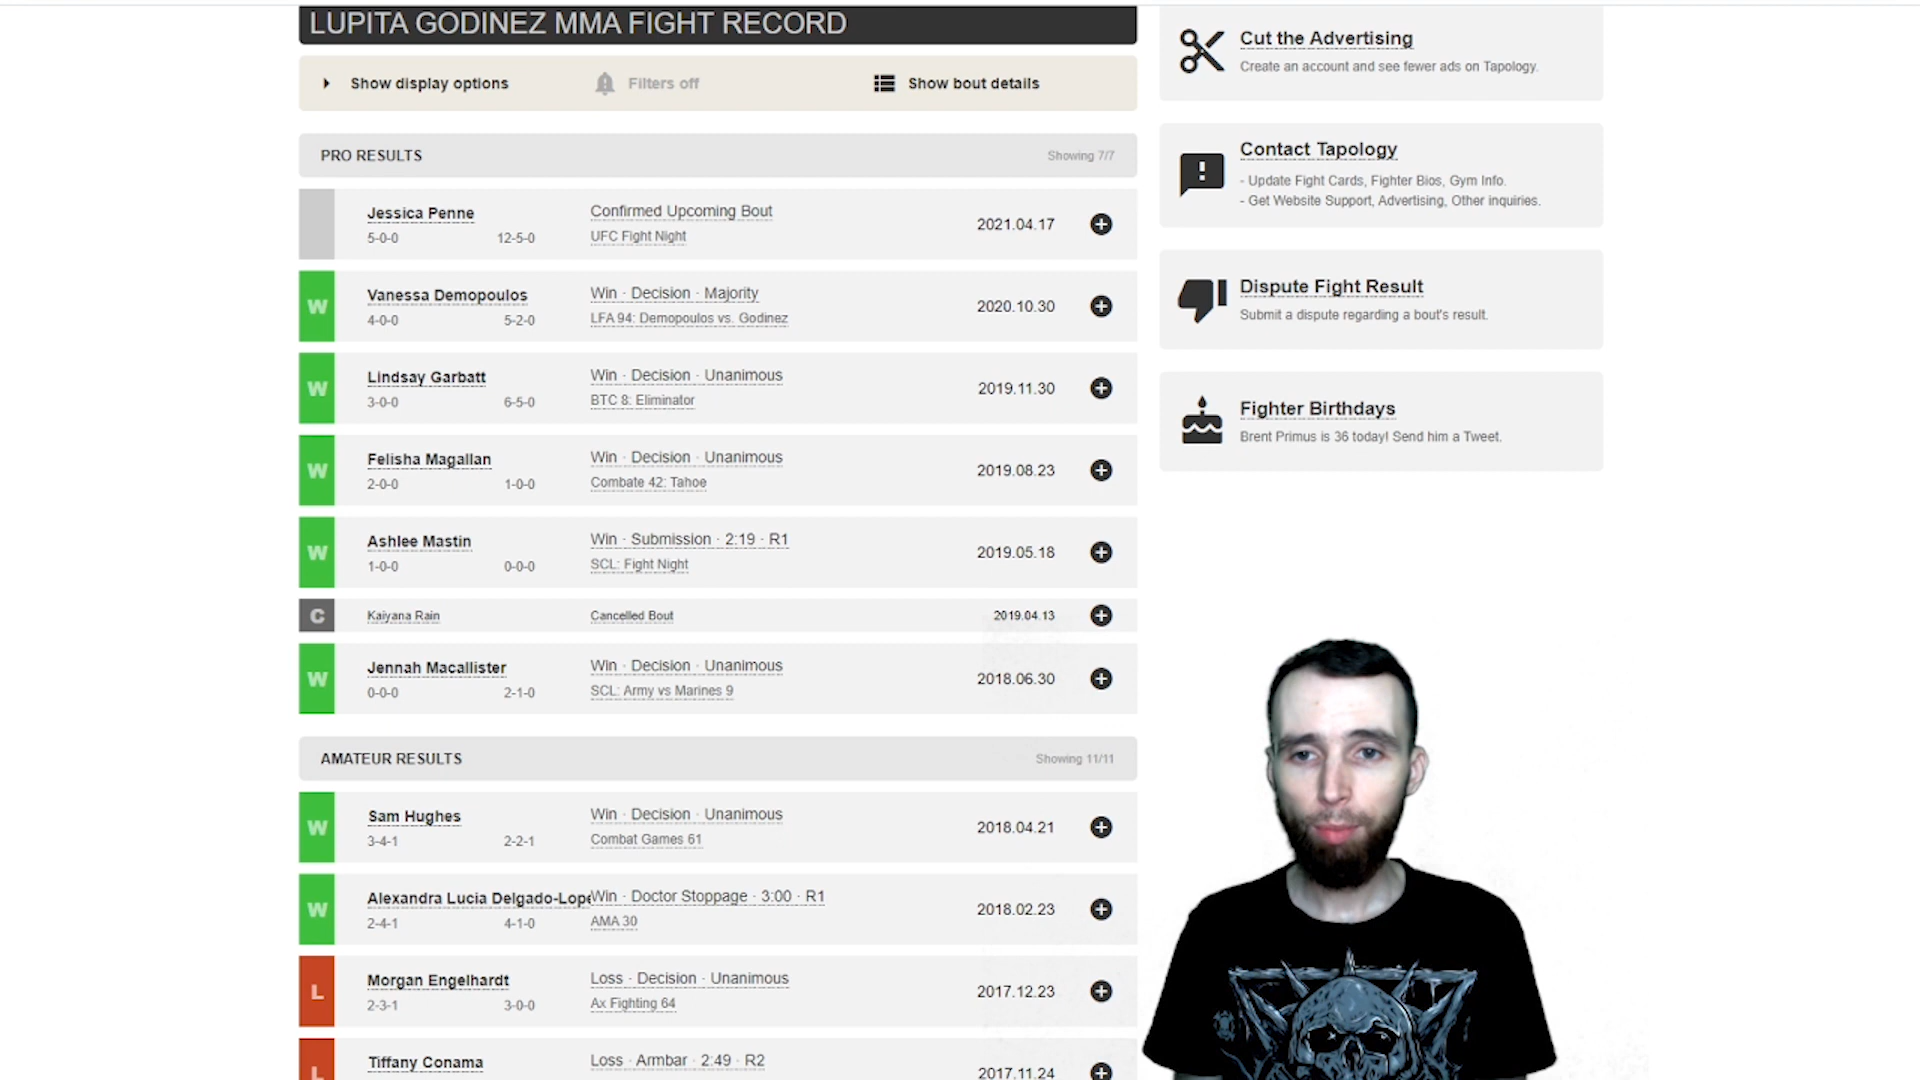 LUPITA GODINEZ MMA FIGHT RECORD
Show display options
Filters off
Show bout details
PRO RESULTS
Showing 7/7
Jessica Penne
Confirmed Upcoming Bout
5-0-0
12-5-0
UFC Fight Night
2021.04.17
W
Vanessa Demopoulos
Win · Decision · Majority
4-0-0
5-2-0
LFA 94: Demopoulos vs. Godinez
2020.10.30
W
Lindsay Garbatt
Win · Decision · Unanimous
3-0-0
6-5-0
BTC 8: Eliminator
2019.11.30
W
Felisha Magallan
Win · Decision · Unanimous
2-0-0
1-0-0
Combate 42: Tahoe
2019.08.23
W
Ashlee Mastin
Win · Submission · 2:19 · R1
1-0-0
0-0-0
SCL: Fight Night
2019.05.18
C
Kaiyana Rain
Cancelled Bout
2019.04.13
W
Jennah Macallister
Win · Decision · Unanimous
0-0-0
2-1-0
SCL: Army vs Marines 9
2018.06.30
AMATEUR RESULTS
Showing 11/11
W
Sam Hughes
Win · Decision · Unanimous
3-4-1
2-2-1
Combat Games 61
2018.04.21
W
Alexandra Lucia Delgado-Lope
Win · Doctor Stoppage · 3:00 · R1
2-4-1
4-1-0
AMA 30
2018.02.23
L
Morgan Engelhardt
Loss · Decision · Unanimous
2-3-1
3-0-0
Ax Fighting 64
2017.12.23
L
Tiffany Conama
Loss · Armbar · 2:49 · R2
2017.11.24
Cut the Advertising
Create an account and see fewer ads on Tapology.
Contact Tapology
- Update Fight Cards, Fighter Bios, Gym Info.
- Get Website Support, Advertising, Other inquiries.
Dispute Fight Result
Submit a dispute regarding a bout's result.
Fighter Birthdays
Brent Primus is 36 today! Send him a Tweet.